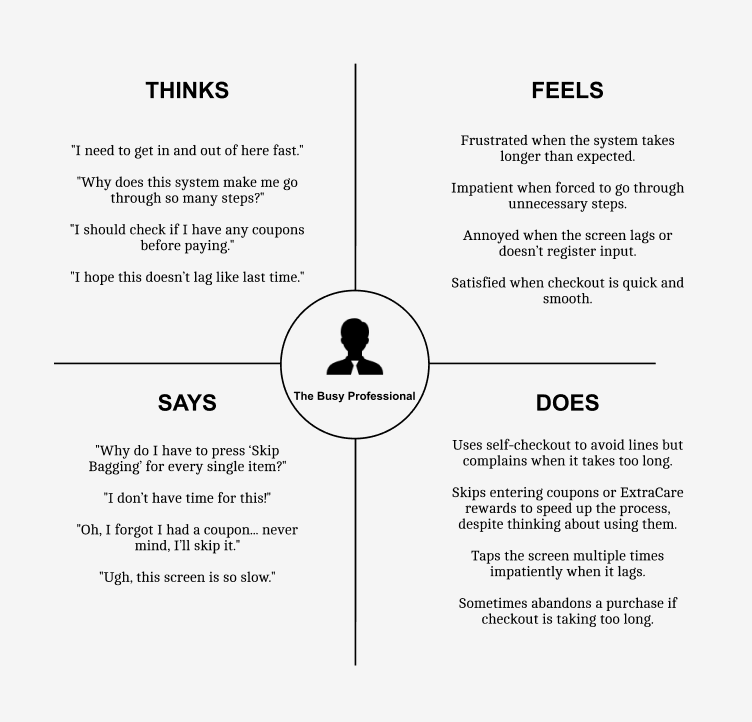 THINKS
"I need to get in and out of here fast."
"Why does this system make me go
through so many steps?"
"I should check if I have any coupons
before paying."
"I hope this doesn't lag like last time."
FEELS
Frustrated when the system takes
longer than expected.
Impatient when forced to go through
unnecessary steps.
Annoyed when the screen lags or
doesn't register input.
Satisfied when checkout is quick and
smooth.
The Busy Professional
SAYS
"Why do I have to press ‘Skip
Bagging’ for every single item?"
"I don't have time for this!"
"Oh, I forgot I had a coupon... never
mind, I'll skip it."
"Ugh, this screen is so slow."
DOES
Uses self-checkout to avoid lines but
complains when it takes too long.
Skips entering coupons or ExtraCare
rewards to speed up the process,
despite thinking about using them.
Taps the screen multiple times
impatiently when it lags.
Sometimes abandons a purchase if
checkout is taking too long.